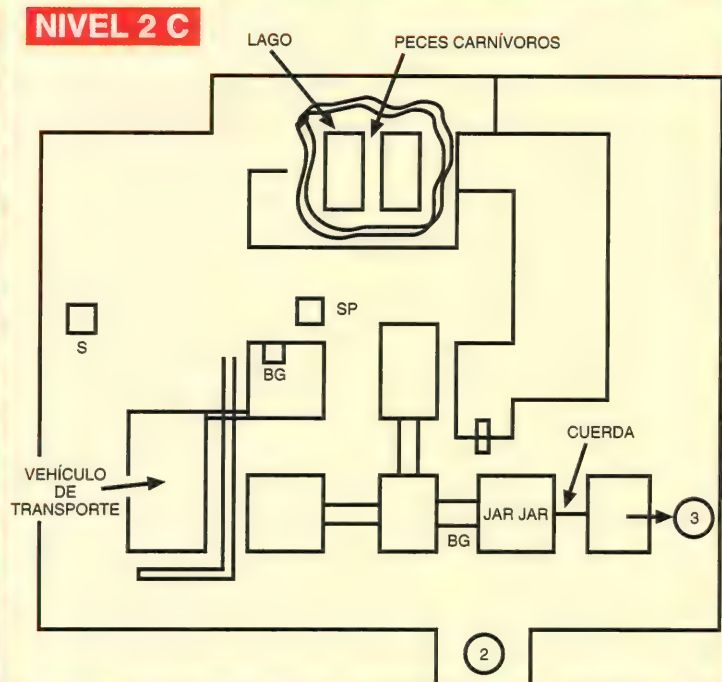 NIVEL 2 C
LAGO
PECES CARNÍVOROS
SP
S
BG
CUERDA
VEHÍCULO
DE
TRANSPORTE
JAR JAR
3
BG
2